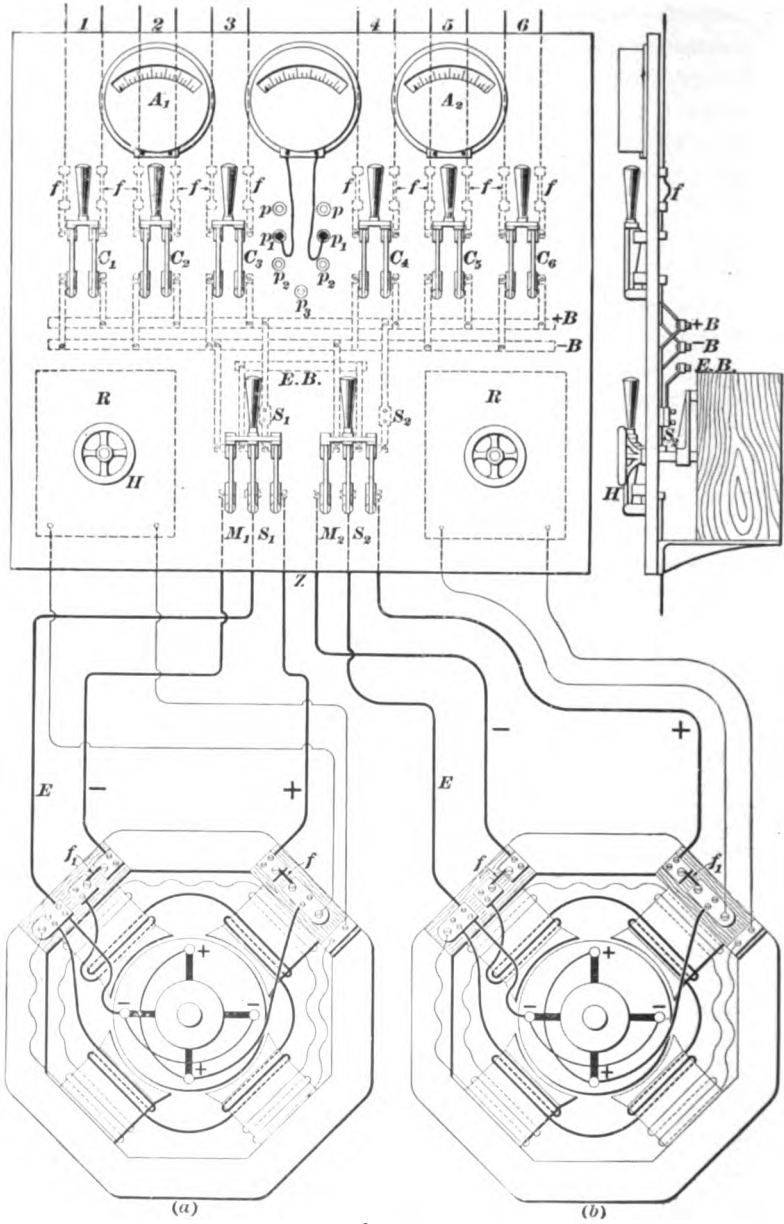 1 2 3 4 5 6
A₁ A₂
f f f f f f f f f
p p
p₁ p₁
C₁ C₂ C₃ C₄ C₅ C₆
p₂ p₂
p₃
+B +B
−B −B
E.B. E.B.
R R
S₁ S₂ S₂
H H
M₁ S₁ M₂ S₂
Z
− +
E − + E
f₁ f f f₁
+ +
− − − −
+ +
(a) (b)